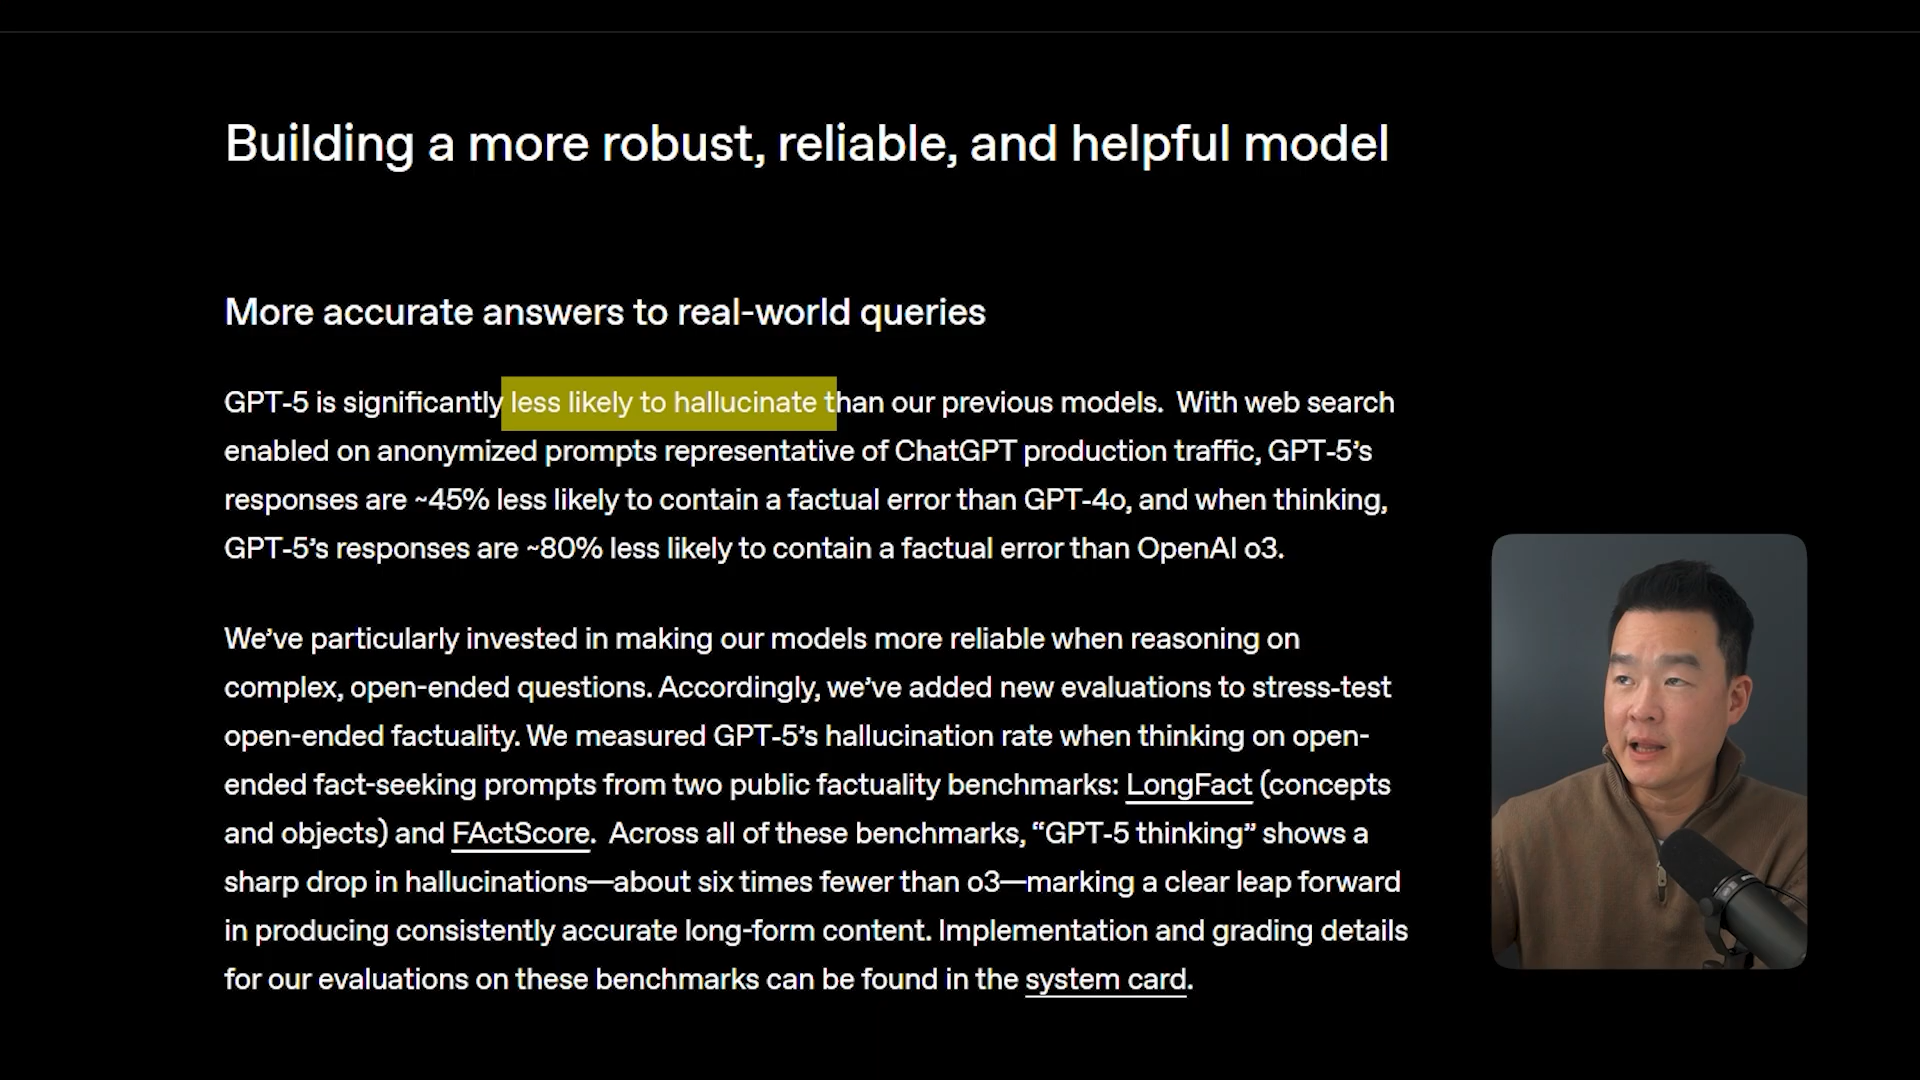 Building a more robust, reliable, and helpful model
More accurate answers to real-world queries
GPT-5 is significantly less likely to hallucinate than our previous models.  With web search
enabled on anonymized prompts representative of ChatGPT production traffic, GPT-5’s
responses are ~45% less likely to contain a factual error than GPT-4o, and when thinking,
GPT-5’s responses are ~80% less likely to contain a factual error than OpenAI o3.
We’ve particularly invested in making our models more reliable when reasoning on
complex, open-ended questions. Accordingly, we’ve added new evaluations to stress-test
open-ended factuality. We measured GPT-5’s hallucination rate when thinking on open-
ended fact-seeking prompts from two public factuality benchmarks: LongFact (concepts
and objects) and FActScore.  Across all of these benchmarks, “GPT-5 thinking” shows a
sharp drop in hallucinations—about six times fewer than o3—marking a clear leap forward
in producing consistently accurate long-form content. Implementation and grading details
for our evaluations on these benchmarks can be found in the system card.